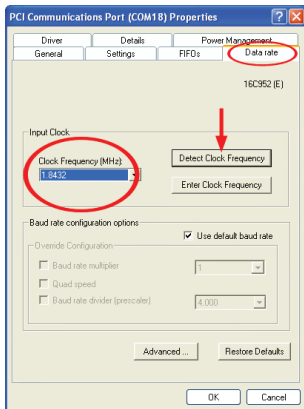 PCI Communications Port (COM18) Properties
Driver Details Power Management
General Settings FIFOs Data rate
16C952 (E)
Input Clock
Clock Frequency (MHz):
1.8432
Detect Clock Frequency
Enter Clock Frequency
Baud rate configuration options
Use default baud rate
Override Configuration
Baud rate multiplier 1
Quad speed
Baud rate divider (prescaler) 4.000
Advanced ... Restore Defaults
OK Cancel